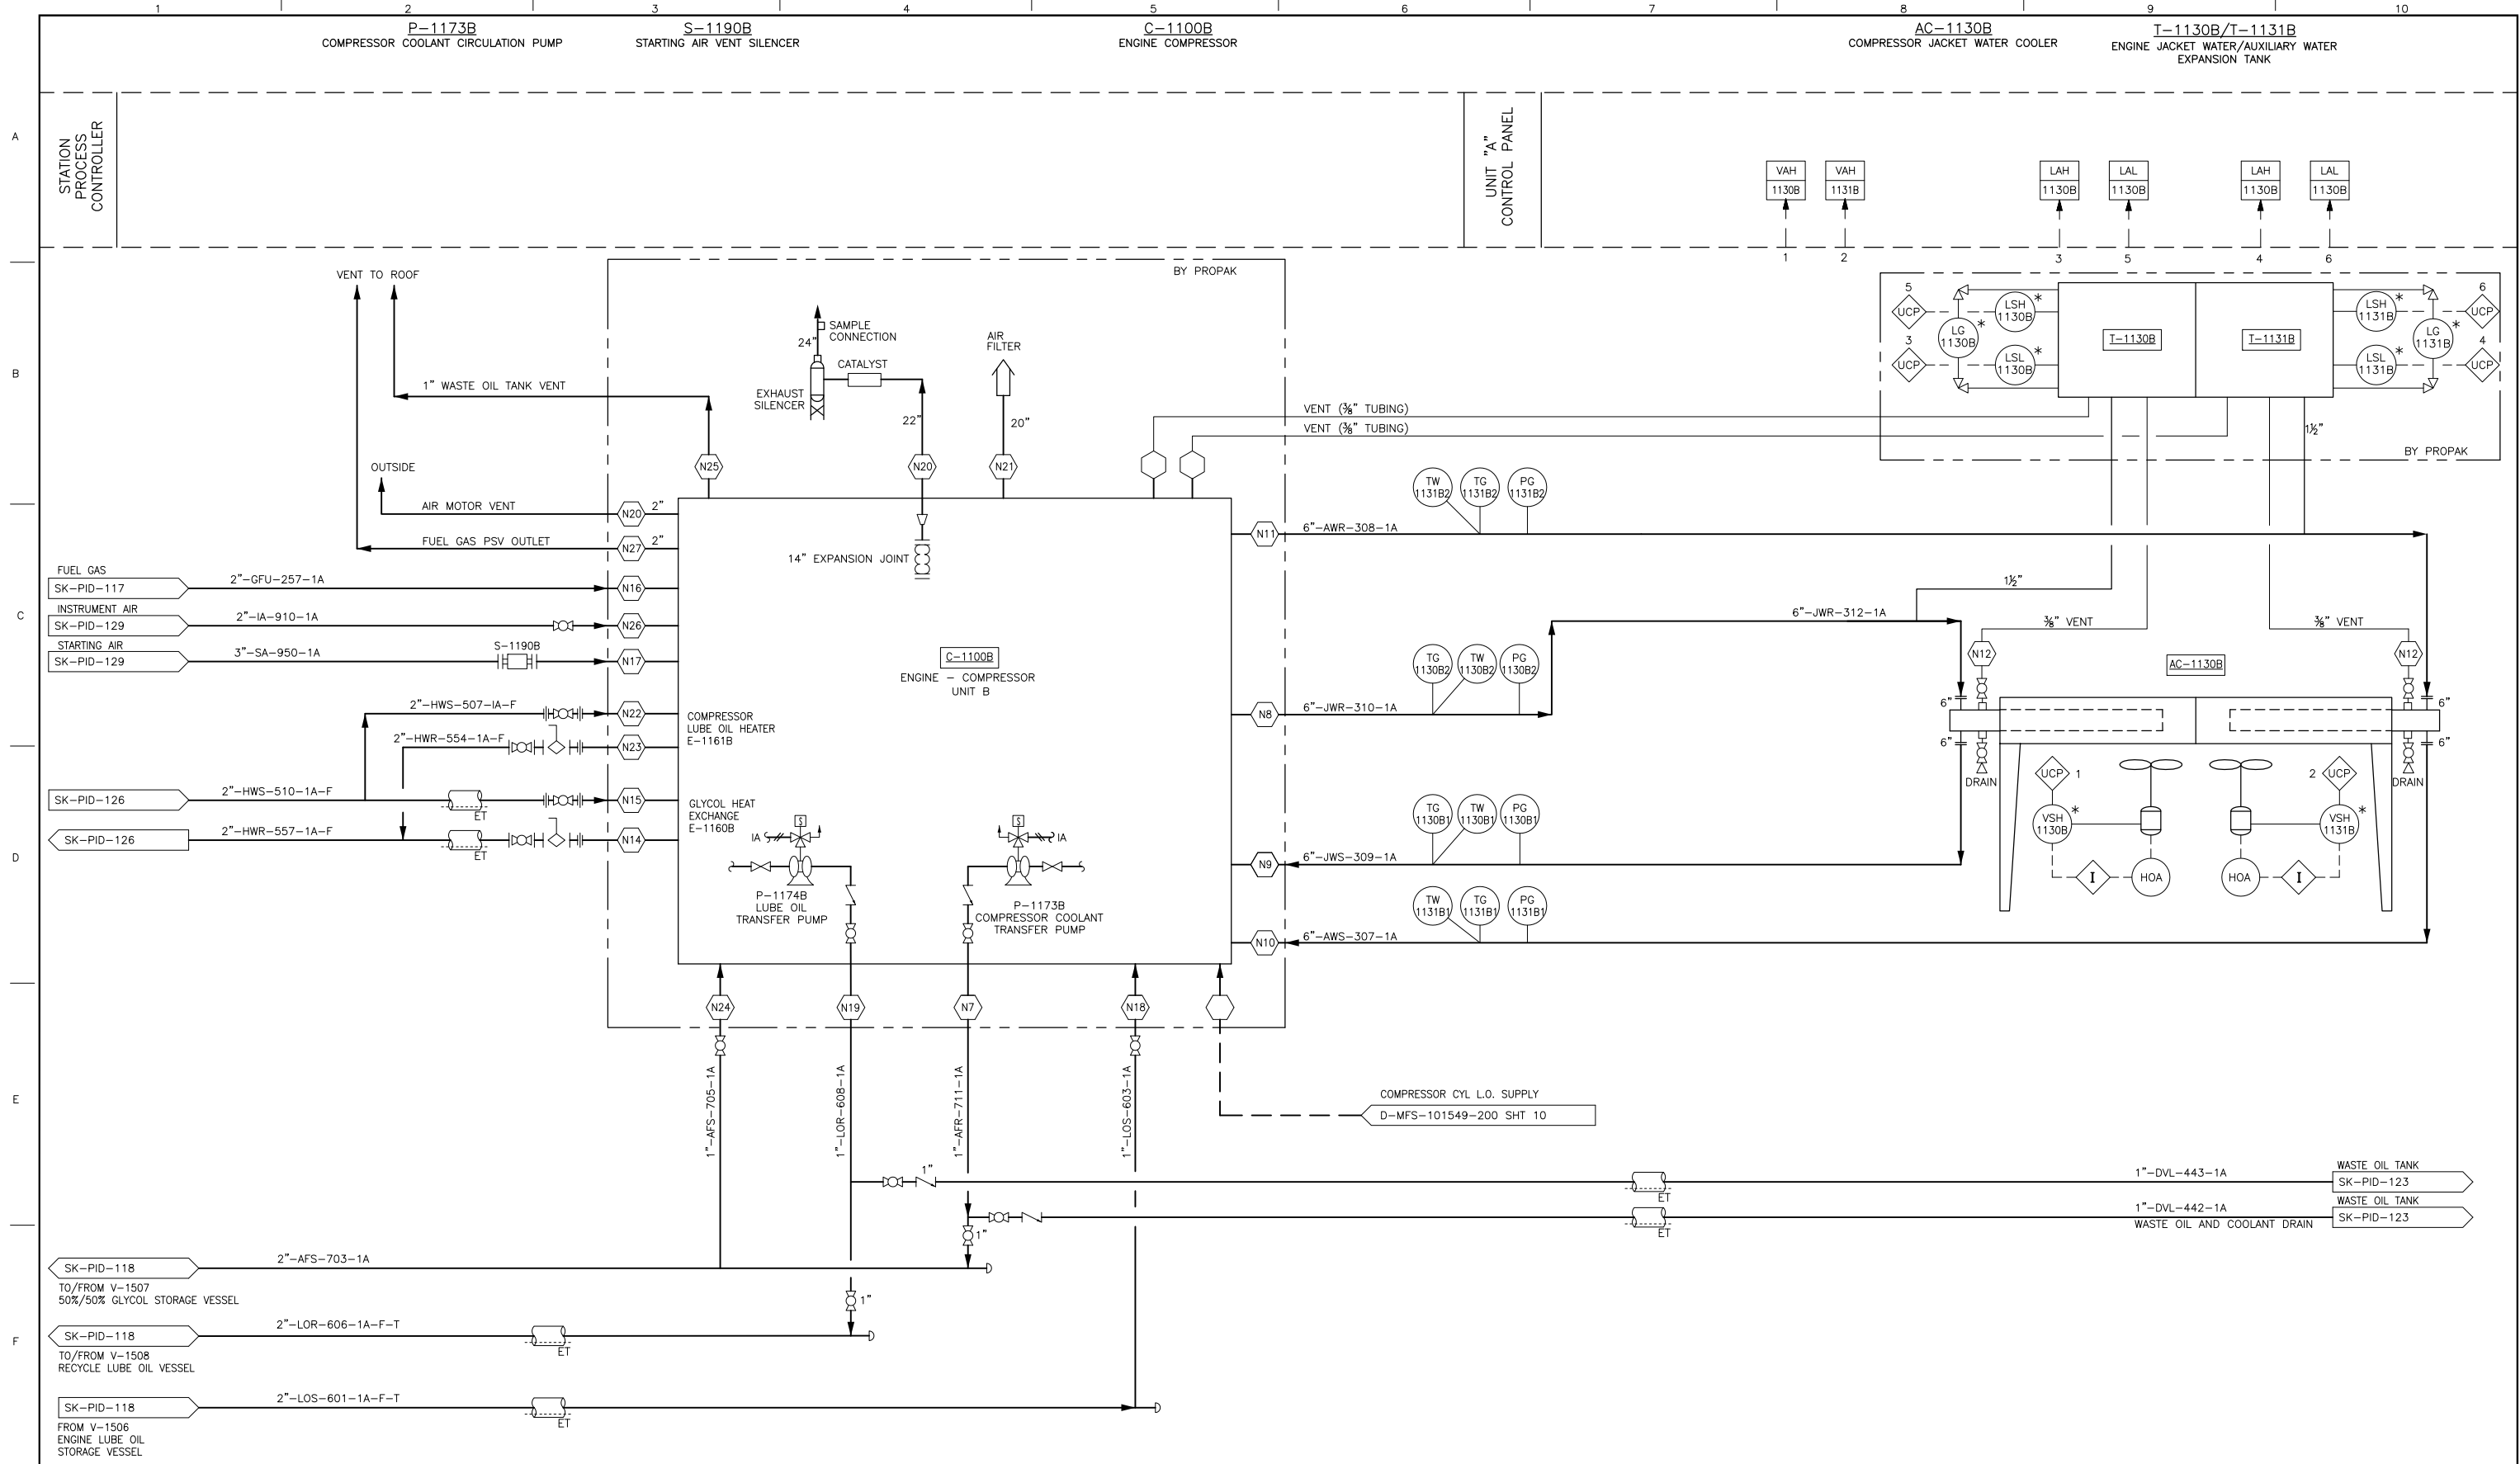 1 2 3 4 5 6 7 8 9 10
P-1173B
COMPRESSOR COOLANT CIRCULATION PUMP
S-1190B
STARTING AIR VENT SILENCER
C-1100B
ENGINE COMPRESSOR
AC-1130B
COMPRESSOR JACKET WATER COOLER
T-1130B/T-1131B
ENGINE JACKET WATER/AUXILIARY WATER
EXPANSION TANK
A
B
C
D
E
F
STATION
PROCESS
CONTROLLER
UNIT "A"
CONTROL PANEL
VAH
1130B
1
VAH
1131B
2
LAH
1130B
3
LAL
1130B
5
LAH
1130B
4
LAL
1130B
6
VENT TO ROOF
BY PROPAK
SAMPLE
CONNECTION
24"
CATALYST
EXHAUST
SILENCER
22"
AIR
FILTER
20"
1" WASTE OIL TANK VENT
OUTSIDE
N25
N20
N21
AIR MOTOR VENT
N20
2"
FUEL GAS PSV OUTLET
N27
2"
14" EXPANSION JOINT
FUEL GAS
SK-PID-117
2"-GFU-257-1A
N16
INSTRUMENT AIR
SK-PID-129
2"-IA-910-1A
N26
STARTING AIR
SK-PID-129
3"-SA-950-1A
S-1190B
N17
C-1100B
ENGINE - COMPRESSOR
UNIT B
2"-HWS-507-IA-F
N22
COMPRESSOR
LUBE OIL HEATER
E-1161B
2"-HWR-554-1A-F
N23
SK-PID-126
2"-HWS-510-1A-F
ET
N15
GLYCOL HEAT
EXCHANGE
E-1160B
SK-PID-126
2"-HWR-557-1A-F
ET
N14
S
IA
P-1174B
LUBE OIL
TRANSFER PUMP
S
IA
P-1173B
COMPRESSOR COOLANT
TRANSFER PUMP
VENT (⅜" TUBING)
VENT (⅜" TUBING)
5
UCP
LSH
1130B
*
LG
1130B
*
3
UCP
LSL
1130B
*
T-1130B
T-1131B
LSH
1131B
*
6
UCP
LG
1131B
*
LSL
1131B
*
4
UCP
1½"
BY PROPAK
TW
1131B2
TG
1131B2
PG
1131B2
N11
6"-AWR-308-1A
1½"
6"-JWR-312-1A
⅜" VENT
⅜" VENT
TG
1130B2
TW
1130B2
PG
1130B2
N12
AC-1130B
N12
N8
6"-JWR-310-1A
6"
6"
6"
6"
DRAIN
DRAIN
UCP
1
2
UCP
VSH
1130B
*
VSH
1131B
*
I
HOA
HOA
I
TG
1130B1
TW
1130B1
PG
1130B1
N9
6"-JWS-309-1A
TW
1131B1
TG
1131B1
PG
1131B1
N10
6"-AWS-307-1A
N24
N19
N7
N18
1"-AFS-705-1A
1"-LOR-608-1A
1"-AFR-711-1A
1"-LOS-603-1A
COMPRESSOR CYL L.O. SUPPLY
D-MFS-101549-200 SHT 10
1"
ET
1"-DVL-443-1A
WASTE OIL TANK
SK-PID-123
ET
1"-DVL-442-1A
WASTE OIL AND COOLANT DRAIN
WASTE OIL TANK
SK-PID-123
1"
SK-PID-118
2"-AFS-703-1A
TO/FROM V-1507
50%/50% GLYCOL STORAGE VESSEL
1"
SK-PID-118
2"-LOR-606-1A-F-T
ET
TO/FROM V-1508
RECYCLE LUBE OIL VESSEL
SK-PID-118
2"-LOS-601-1A-F-T
ET
FROM V-1506
ENGINE LUBE OIL
STORAGE VESSEL